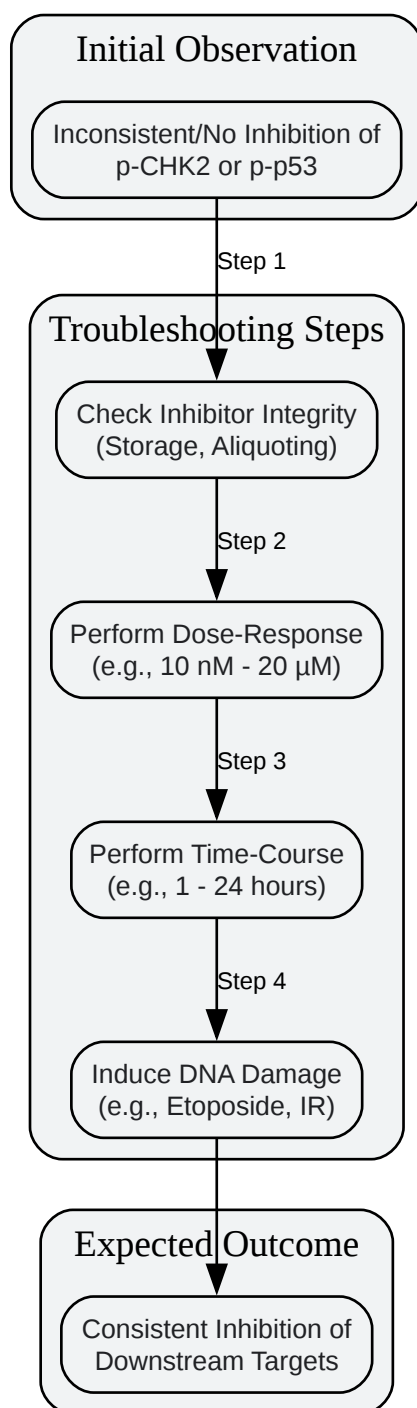 Initial Observation
Inconsistent/No Inhibition of
p-CHK2 or p-p53
Step 1
Troubleshooting Steps
Check Inhibitor Integrity
(Storage, Aliquoting)
Step 2
Perform Dose-Response
(e.g., 10 nM - 20 µM)
Step 3
Perform Time-Course
(e.g., 1 - 24 hours)
Step 4
Induce DNA Damage
(e.g., Etoposide, IR)
Expected Outcome
Consistent Inhibition of
Downstream Targets